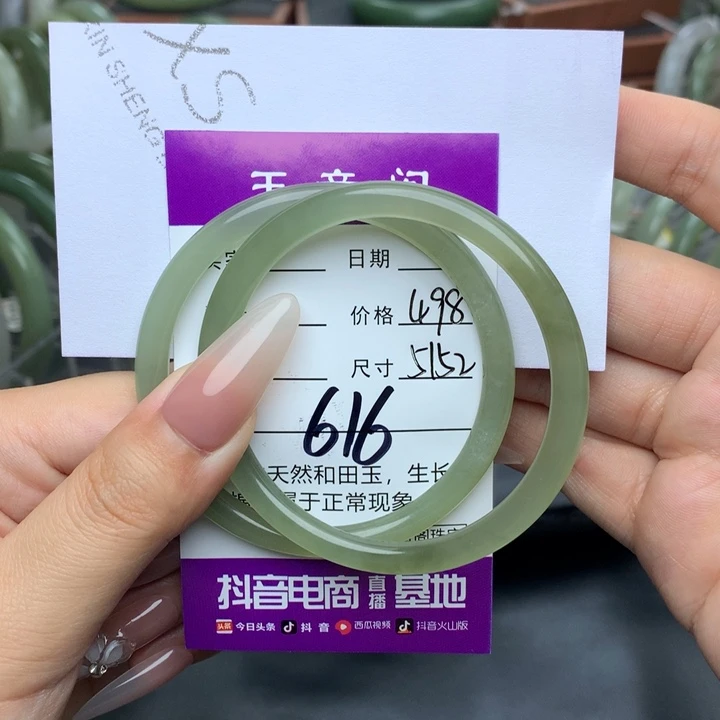 XS
XIN SHENG
日期
价格 498
尺寸 5152
616
天然和田玉，生长
属于正常现象
抖音电商直播基地
今日头条 抖音 西瓜视频 抖音火山版